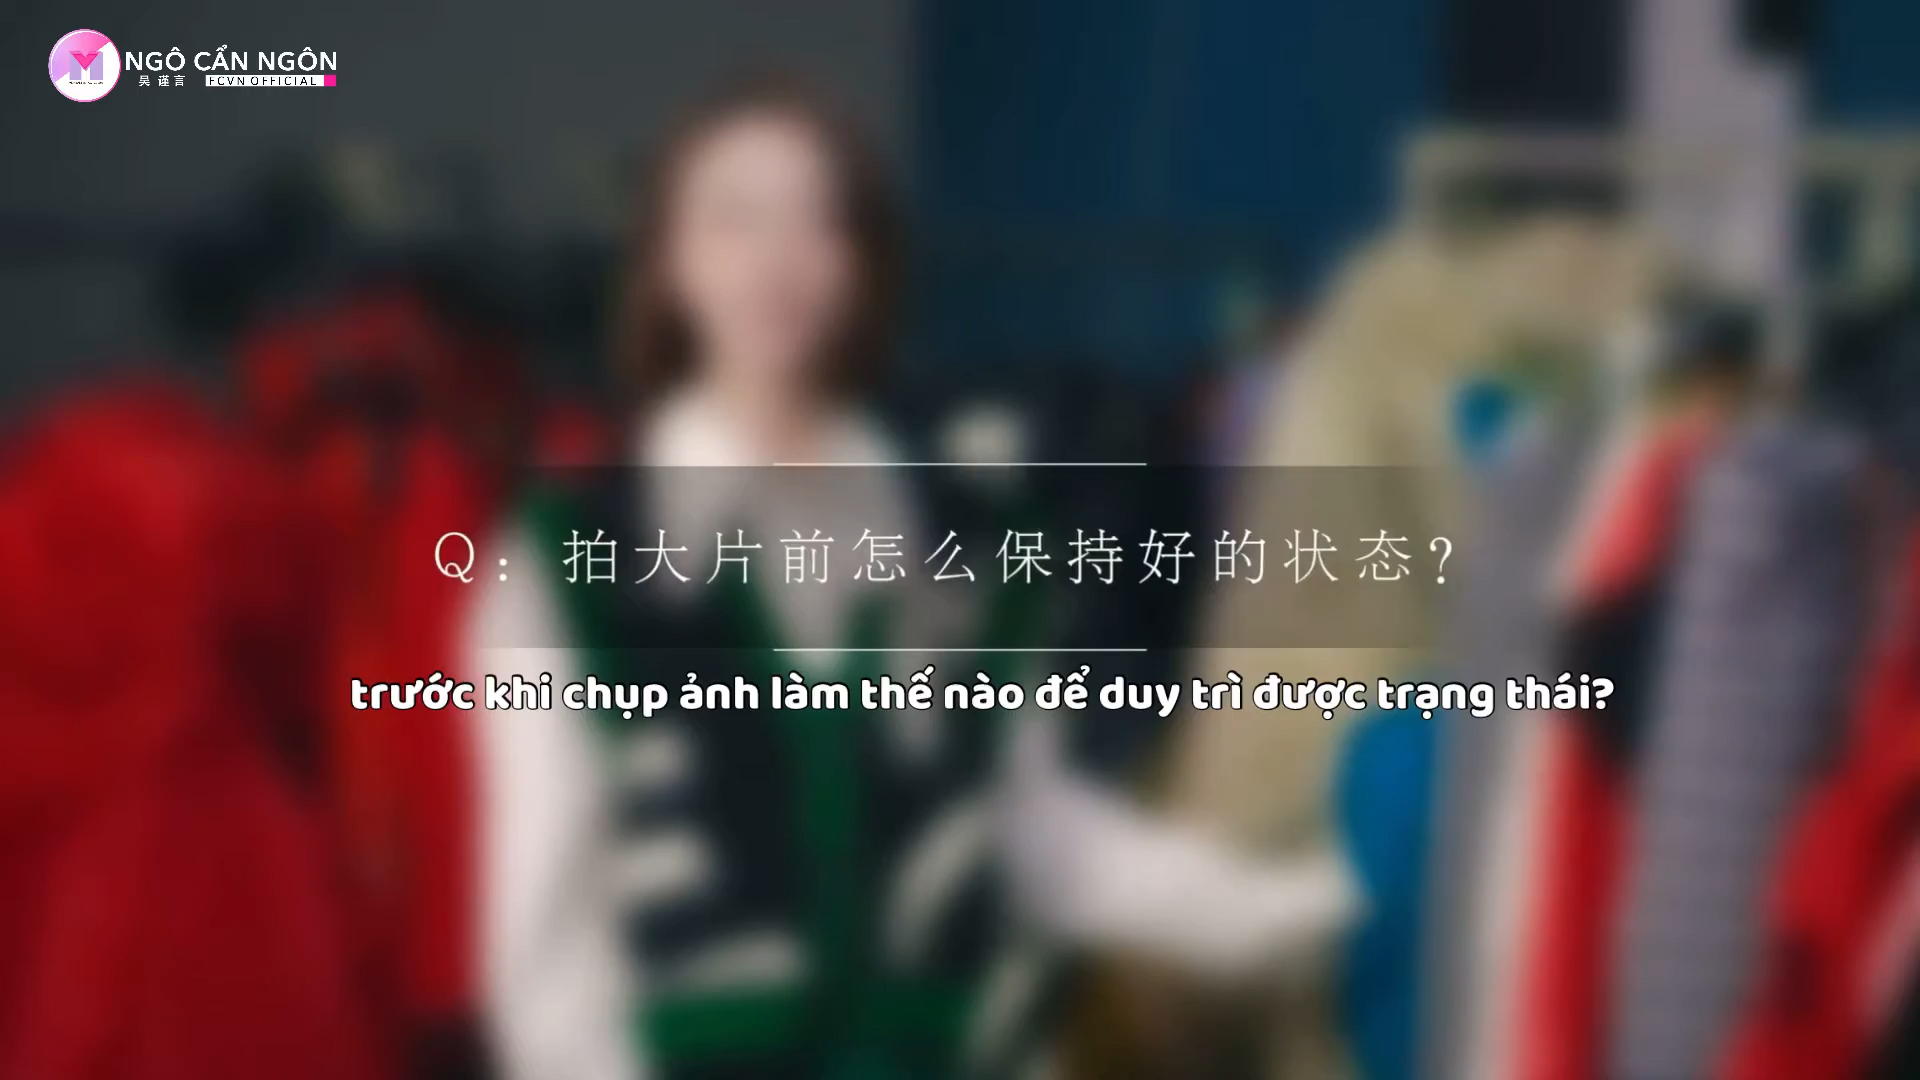 NGÔ CẨN NGÔN
吴谨言 FCVN OFFICIAL
Q：拍大片前怎么保持好的状态？
trước khi chụp ảnh làm thế nào để duy trì được trạng thái?